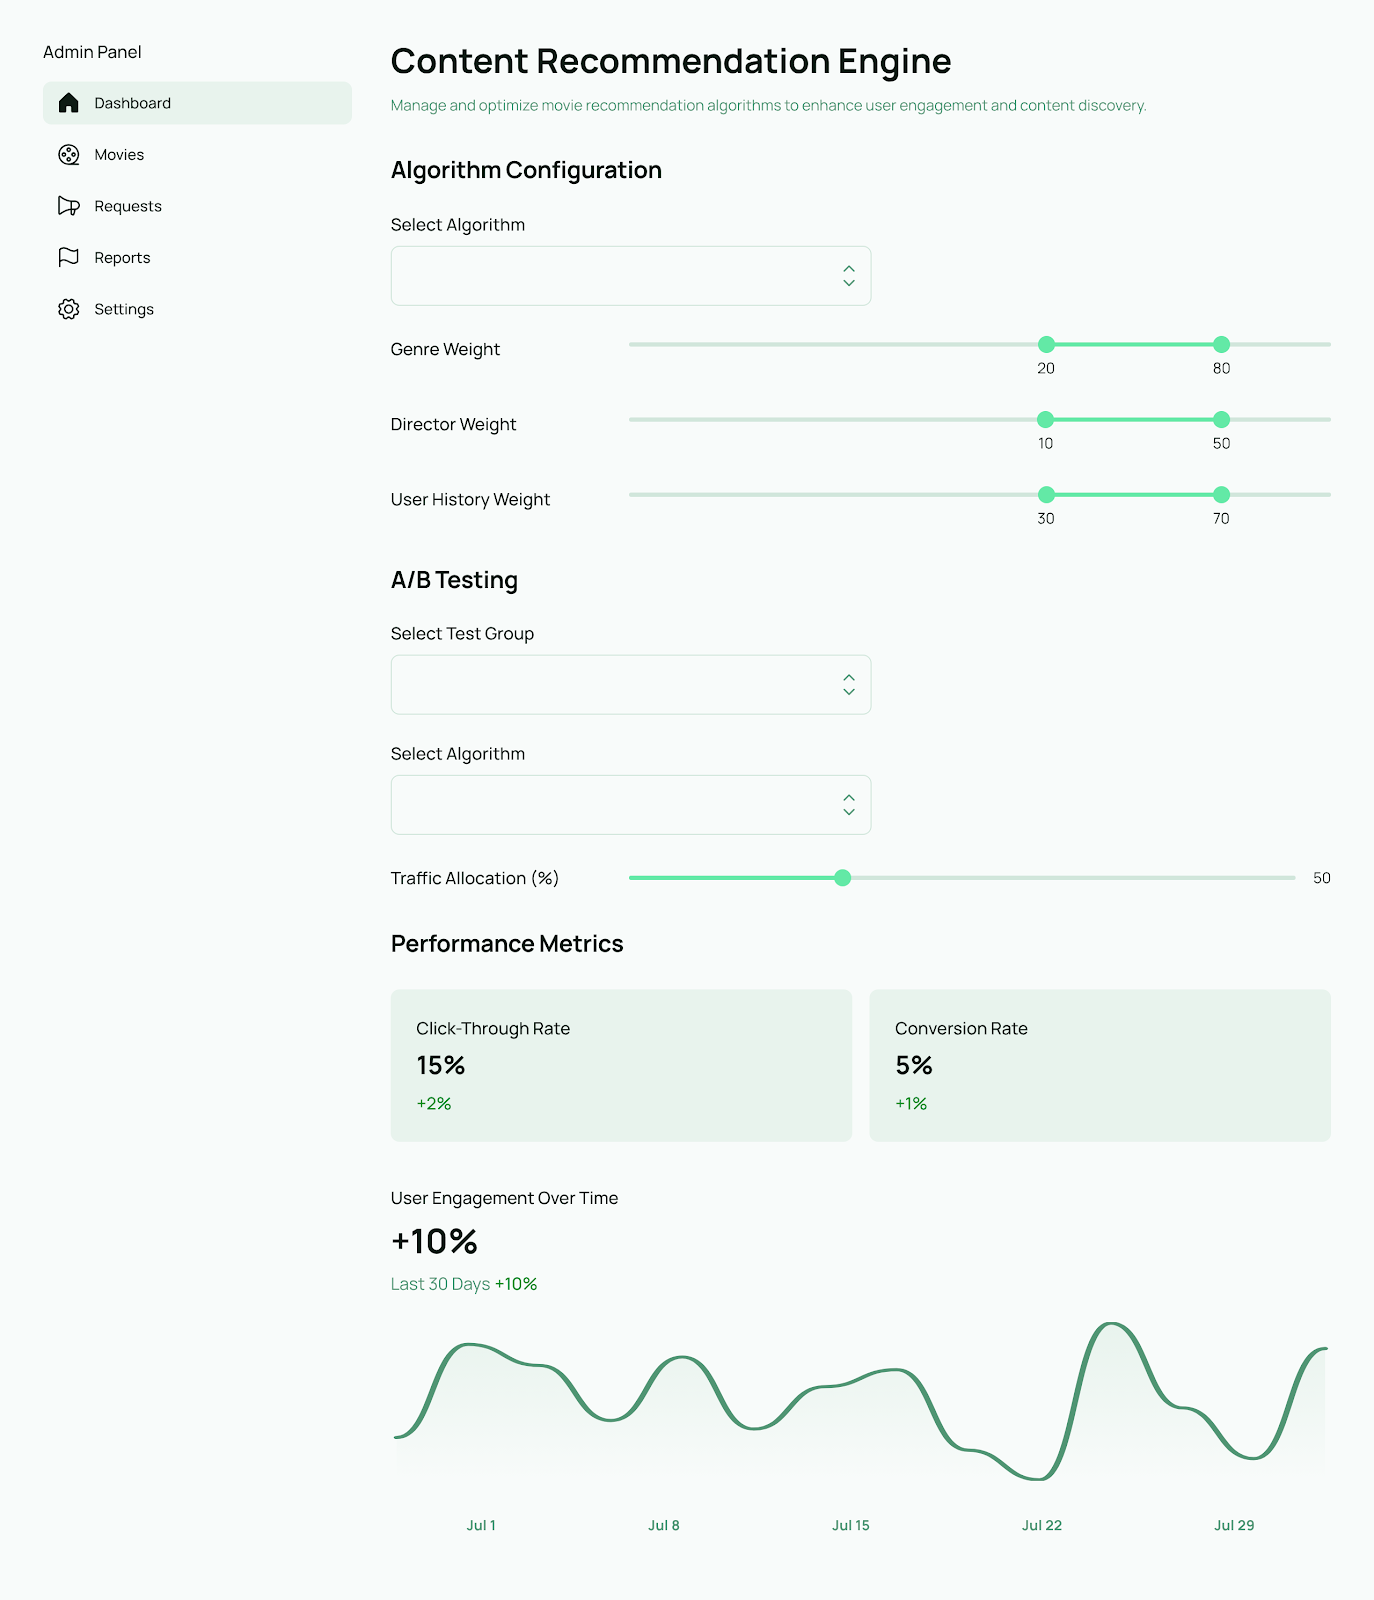 Admin Panel
Dashboard
Movies
Requests
Reports
Settings
Content Recommendation Engine
Manage and optimize movie recommendation algorithms to enhance user engagement and content discovery.
Algorithm Configuration
Select Algorithm
Genre Weight
20 80
Director Weight
10 50
User History Weight
30 70
A/B Testing
Select Test Group
Select Algorithm
Traffic Allocation (%) 50
Performance Metrics
Click-Through Rate
15%
+2%
Conversion Rate
5%
+1%
User Engagement Over Time
+10%
Last 30 Days +10%
Jul 1 Jul 8 Jul 15 Jul 22 Jul 29